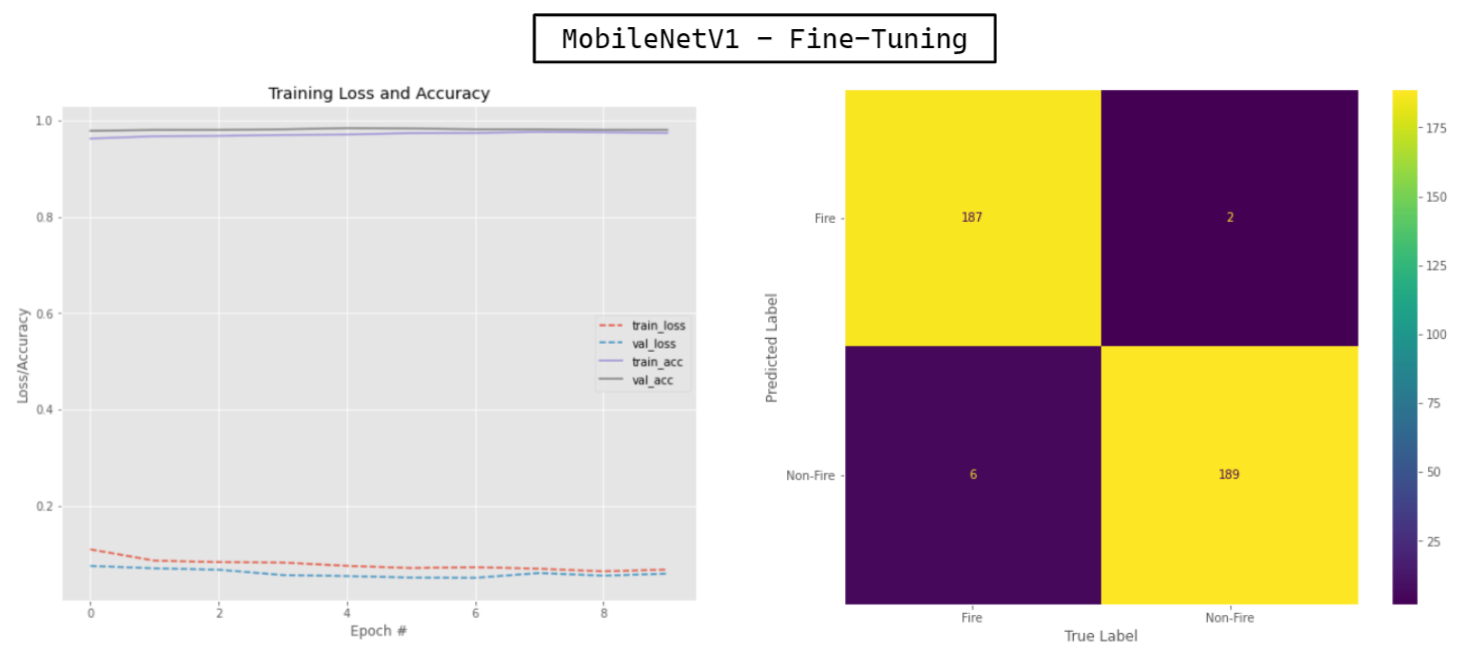 MobileNetV1 - Fine-Tuning
Training Loss and Accuracy
1.0
0.8
0.6
0.4
0.2
Loss/Accuracy
train_loss
val_loss
train_acc
val_acc
0
2
4
6
8
Epoch #
Predicted Label
Fire
Non-Fire
187
2
6
189
Fire
Non-Fire
True Label
175
150
125
100
75
50
25